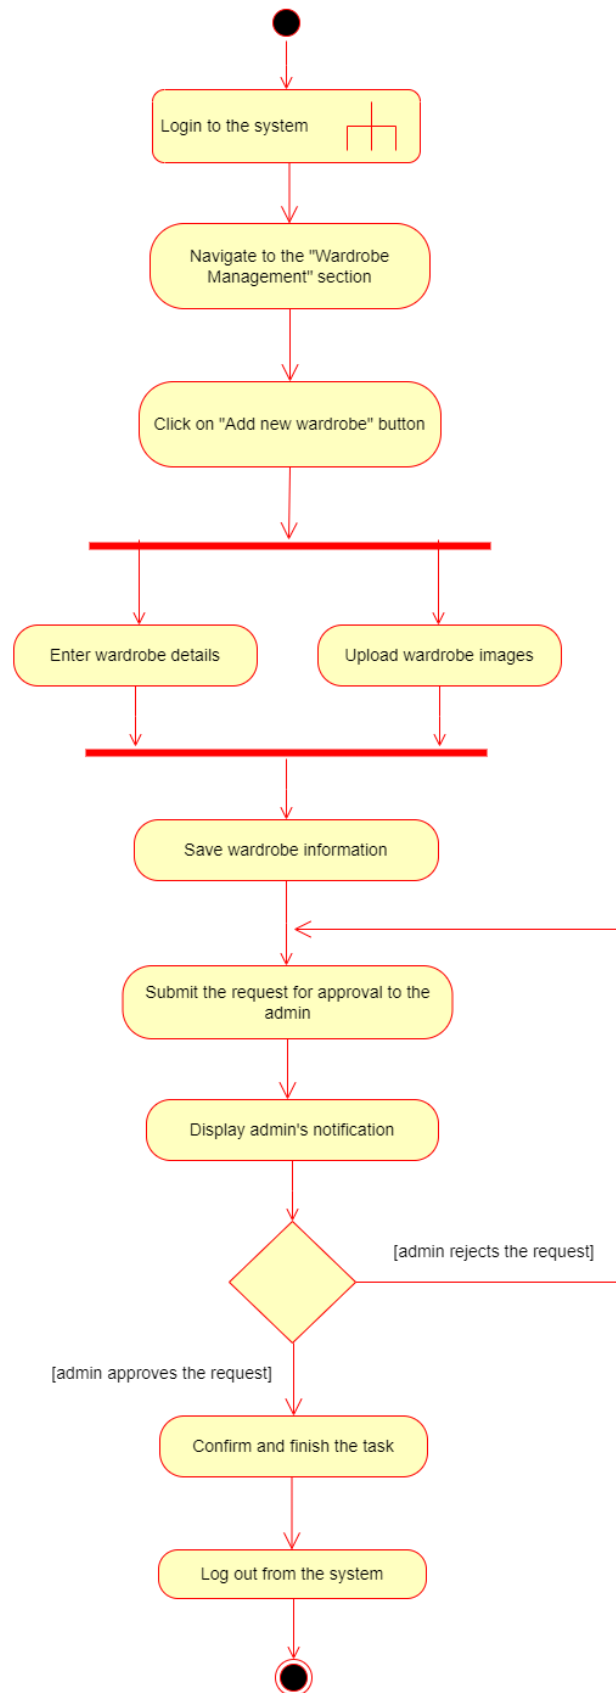 Login to the system
Navigate to the "Wardrobe
Management" section
Click on "Add new wardrobe" button
Enter wardrobe details
Upload wardrobe images
Save wardrobe information
Submit the request for approval to the
admin
Display admin's notification
[admin rejects the request]
[admin approves the request]
Confirm and finish the task
Log out from the system